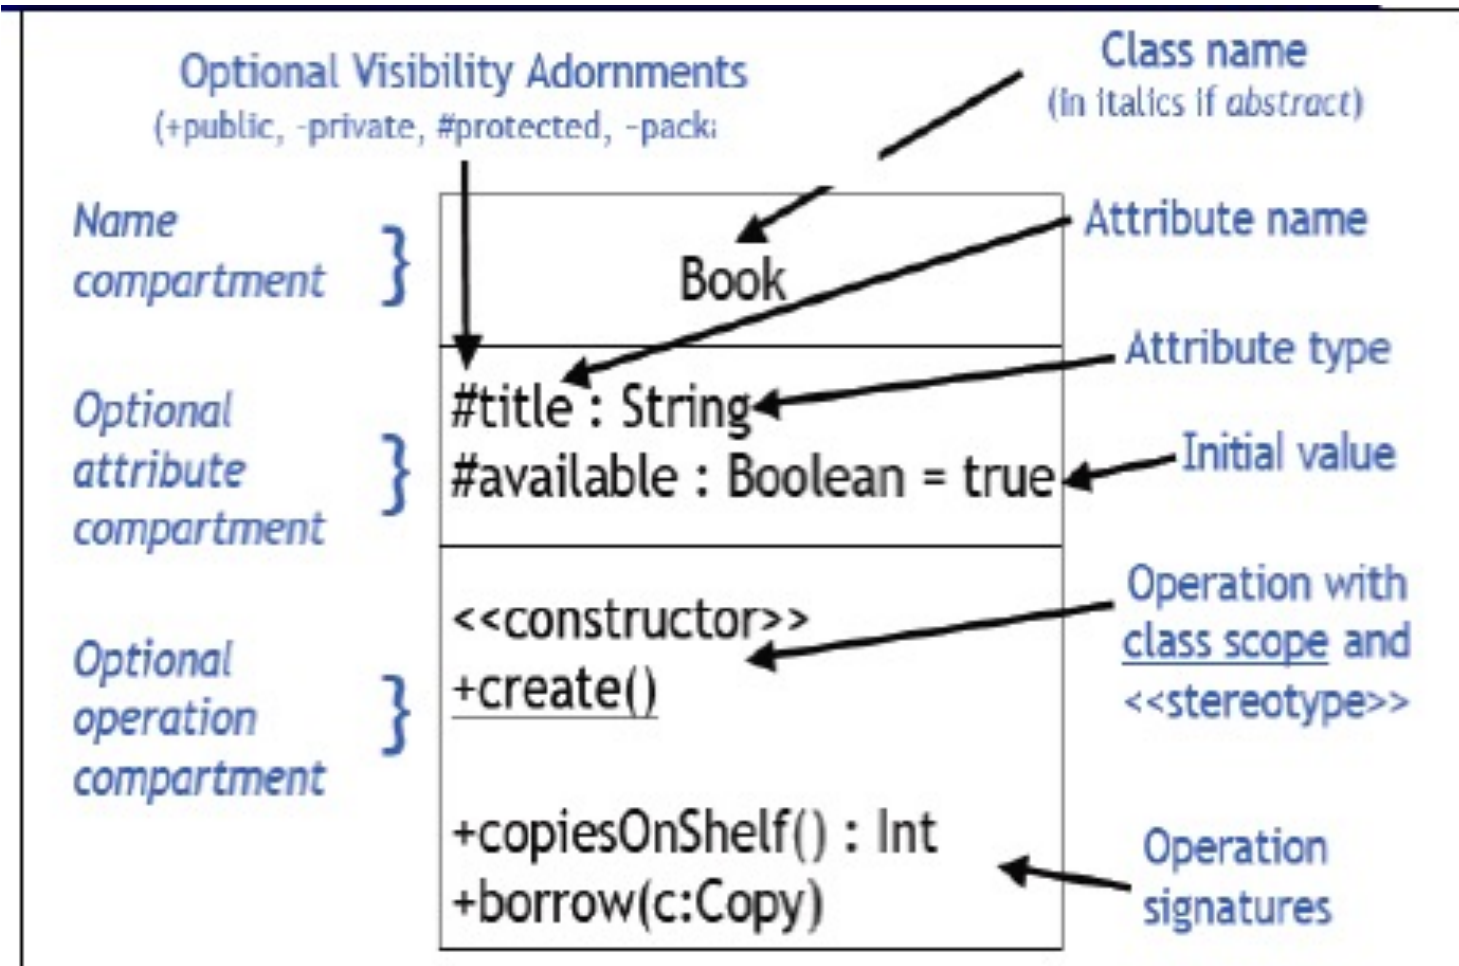 Optional Visibility Adornments
(+public, -private, #protected, ~pack
Class name
(in italics if abstract)
Name
compartment
Book
Attribute name
Attribute type
Optional
attribute
compartment
#title : String
#available : Boolean = true
Initial value
Optional
operation
compartment
<<constructor>>
+create()
+copiesOnShelf() : Int
+borrow(c:Copy)
Operation with
class scope and
<<stereotype>>
Operation
signatures